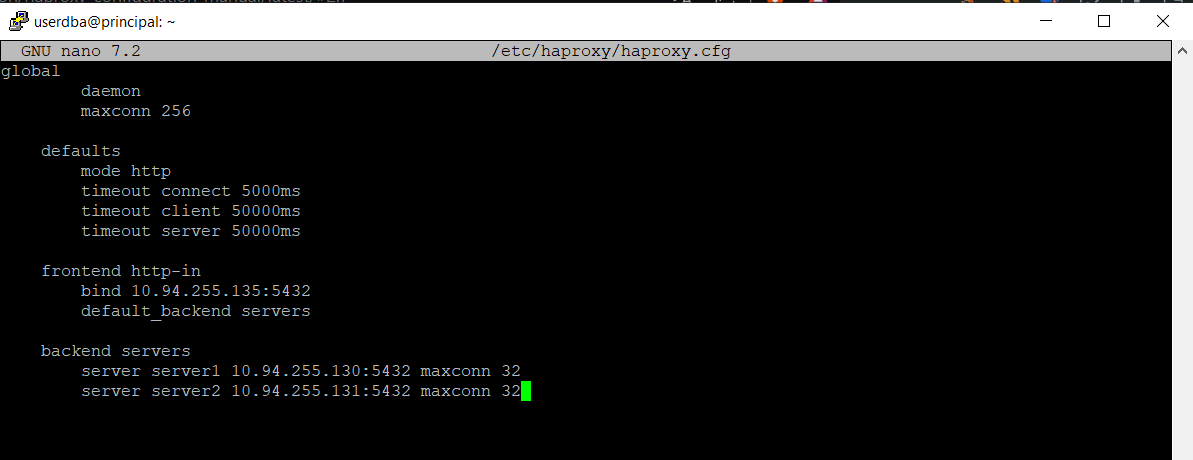 userdba@principal: ~
GNU nano 7.2 /etc/haproxy/haproxy.cfg
global
daemon
maxconn 256
defaults
mode http
timeout connect 5000ms
timeout client 50000ms
timeout server 50000ms
frontend http-in
bind 10.94.255.135:5432
default_backend servers
backend servers
server server1 10.94.255.130:5432 maxconn 32
server server2 10.94.255.131:5432 maxconn 32